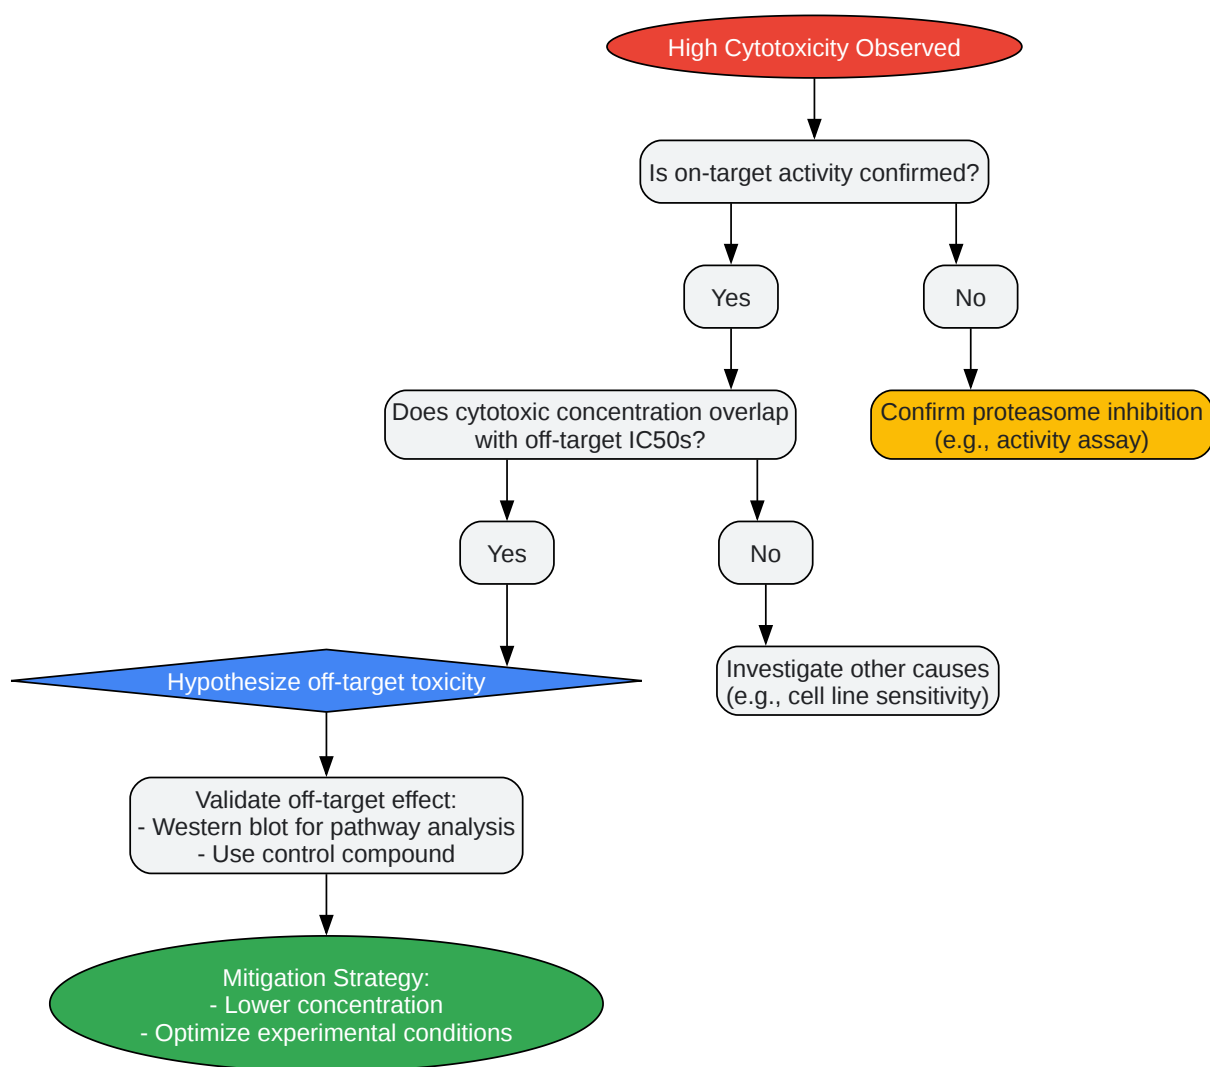 High Cytotoxicity Observed
Is on-target activity confirmed?
Yes
No
Does cytotoxic concentration overlap
with off-target IC50s?
Confirm proteasome inhibition
(e.g., activity assay)
Yes
No
Hypothesize off-target toxicity
Investigate other causes
(e.g., cell line sensitivity)
Validate off-target effect:
- Western blot for pathway analysis
- Use control compound
Mitigation Strategy:
- Lower concentration
- Optimize experimental conditions